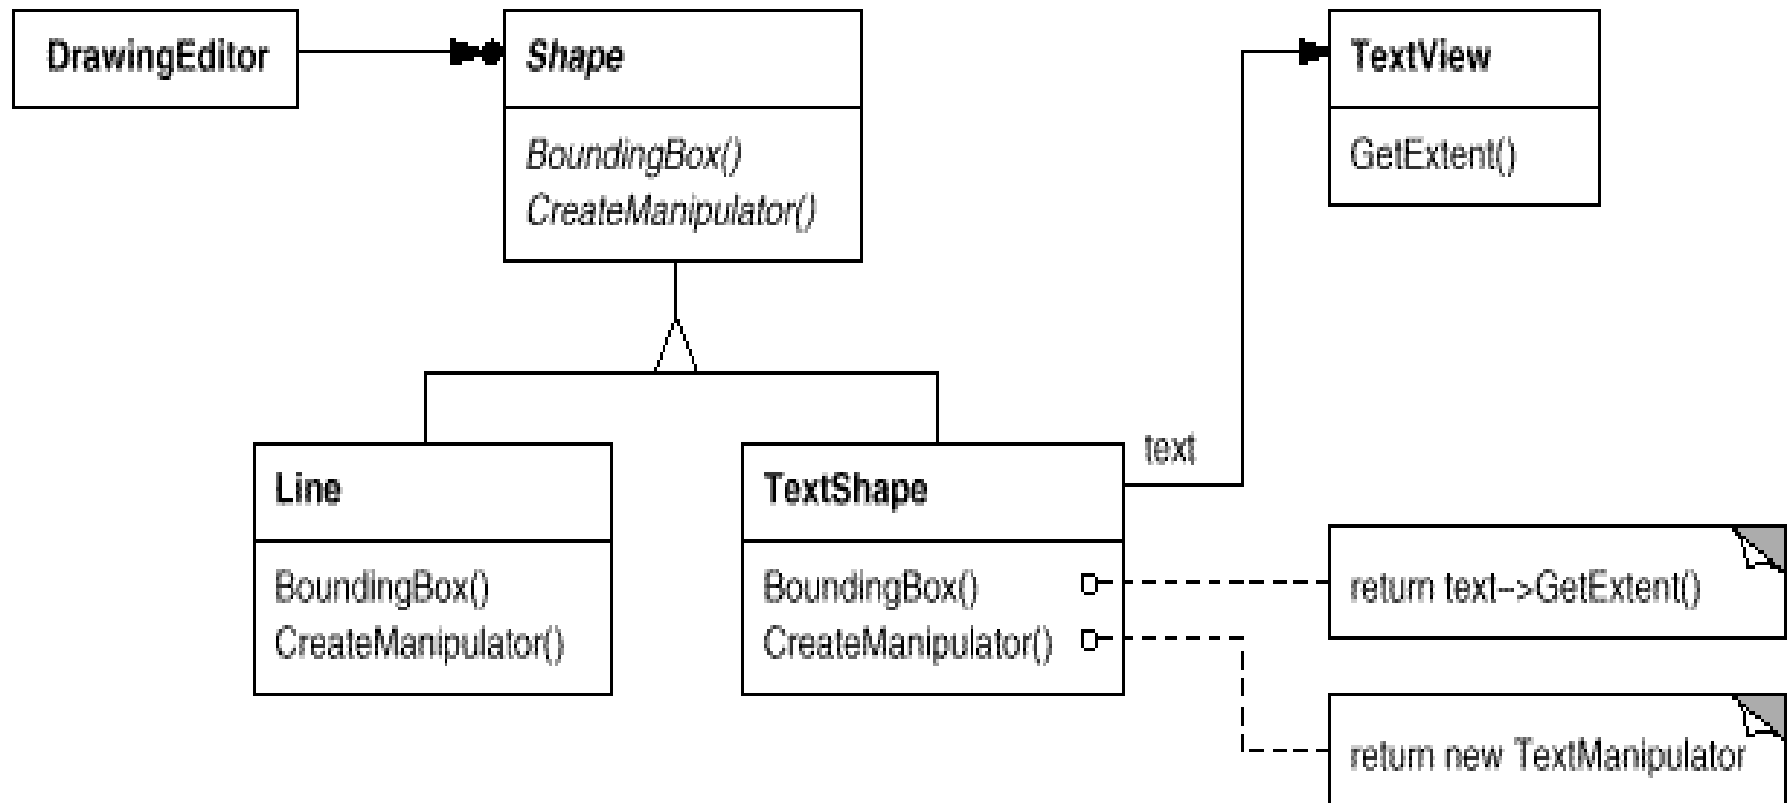 DrawingEditor
Shape
BoundingBox()
CreateManipulator()
TextView
GetExtent()
Line
BoundingBox()
CreateManipulator()
TextShape
BoundingBox()
CreateManipulator()
text
return text-->GetExtent()
return new TextManipulator